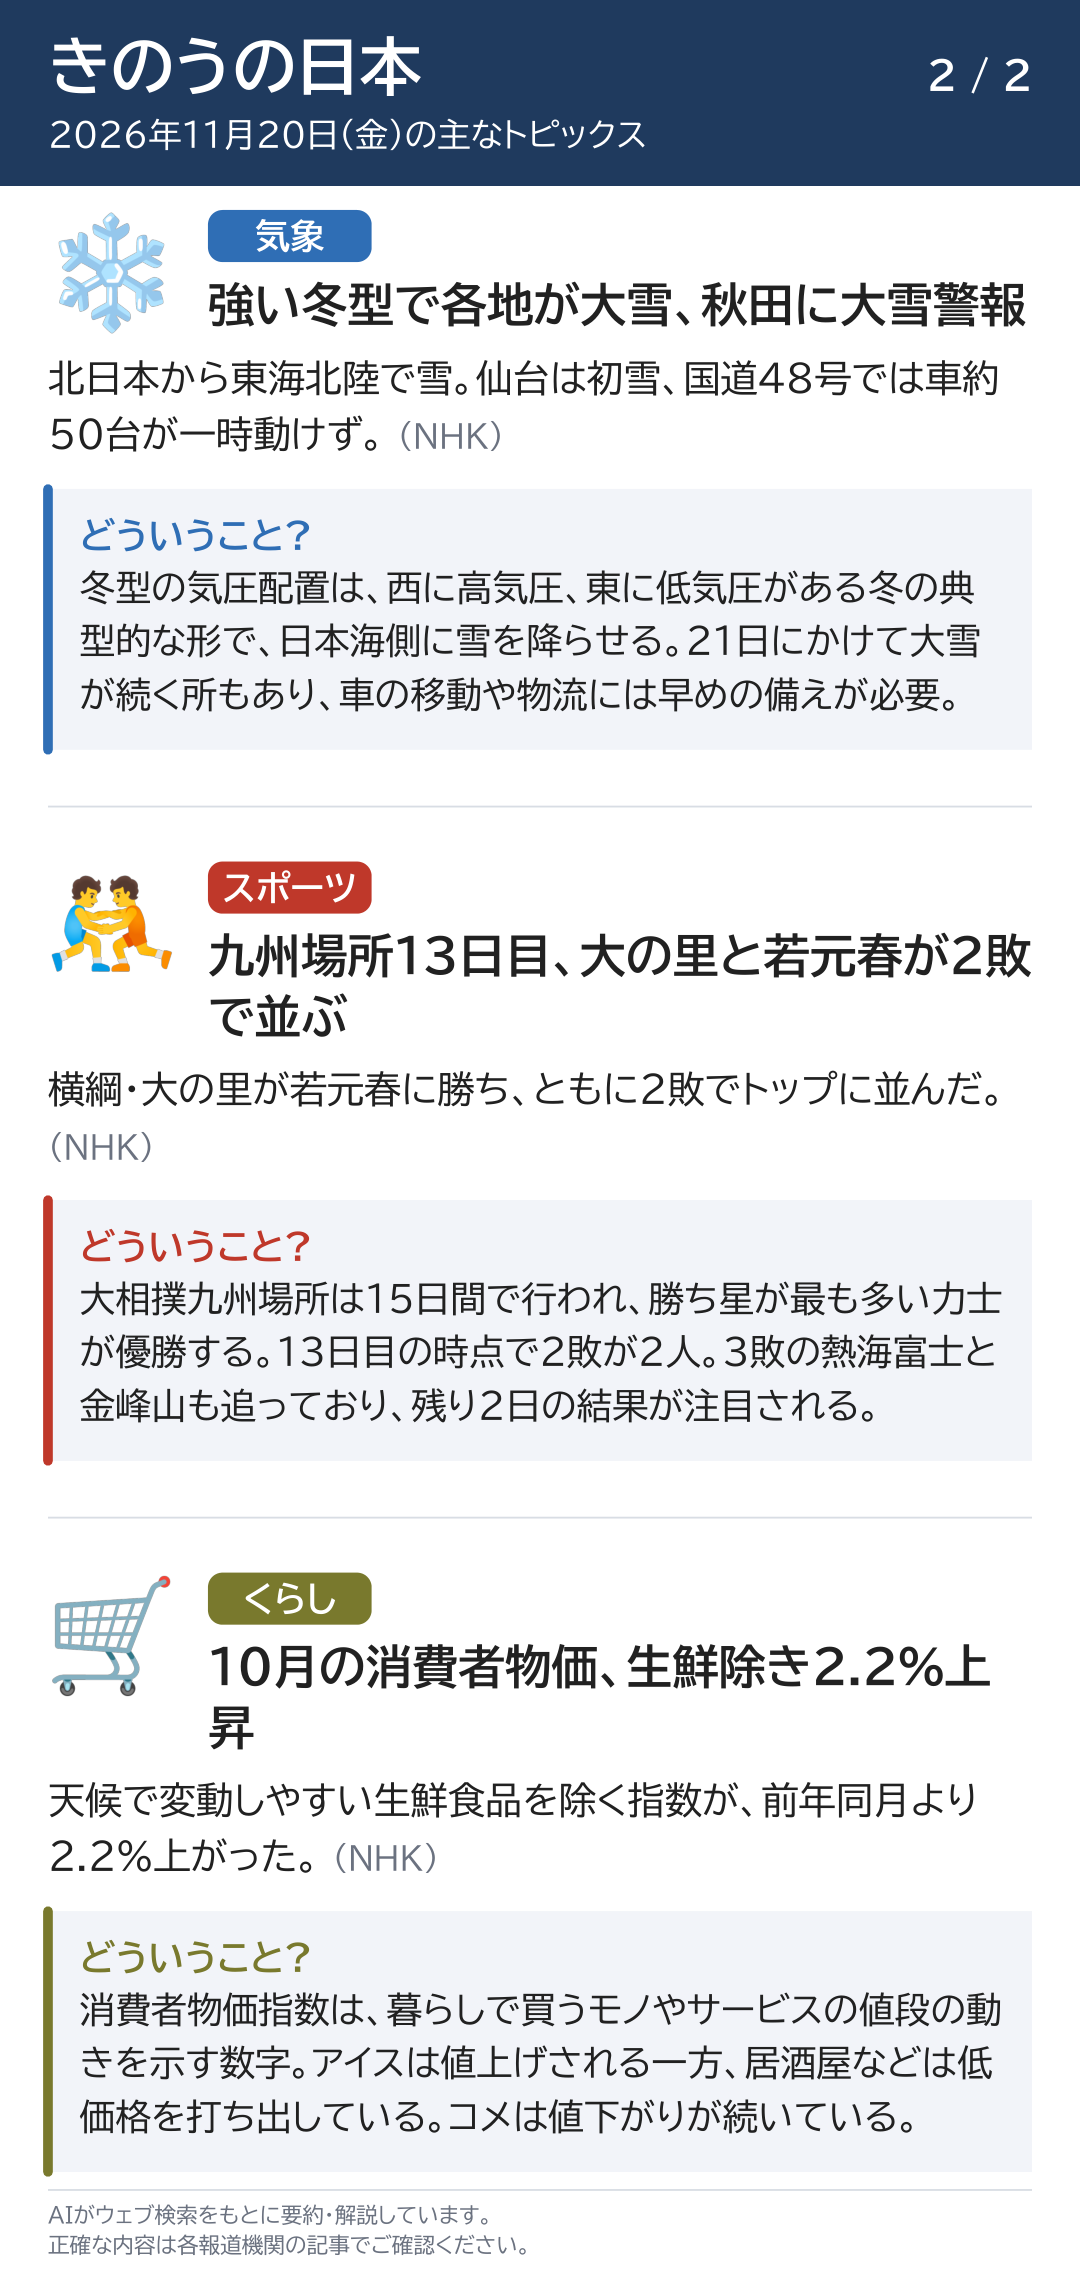 きのうの日本
2 / 2
2026年11月20日（金）の主なトピックス
気象
強い冬型で各地が大雪、秋田に大雪警報
北日本から東海北陸で雪。仙台は初雪、国道48号では車約
50台が一時動けず。（NHK）
どういうこと？
冬型の気圧配置は、西に高気圧、東に低気圧がある冬の典
型的な形で、日本海側に雪を降らせる。21日にかけて大雪
が続く所もあり、車の移動や物流には早めの備えが必要。
スポーツ
九州場所13日目、大の里と若元春が2敗
で並ぶ
横綱・大の里が若元春に勝ち、ともに2敗でトップに並んだ。
（NHK）
どういうこと？
大相撲九州場所は15日間で行われ、勝ち星が最も多い力士
が優勝する。13日目の時点で2敗が2人。3敗の熱海富士と
金峰山も追っており、残り2日の結果が注目される。
くらし
10月の消費者物価、生鮮除き2.2%上
昇
天候で変動しやすい生鮮食品を除く指数が、前年同月より
2.2%上がった。（NHK）
どういうこと？
消費者物価指数は、暮らしで買うモノやサービスの値段の動
きを示す数字。アイスは値上げされる一方、居酒屋などは低
価格を打ち出している。コメは値下がりが続いている。
AIがウェブ検索をもとに要約・解説しています。
正確な内容は各報道機関の記事でご確認ください。